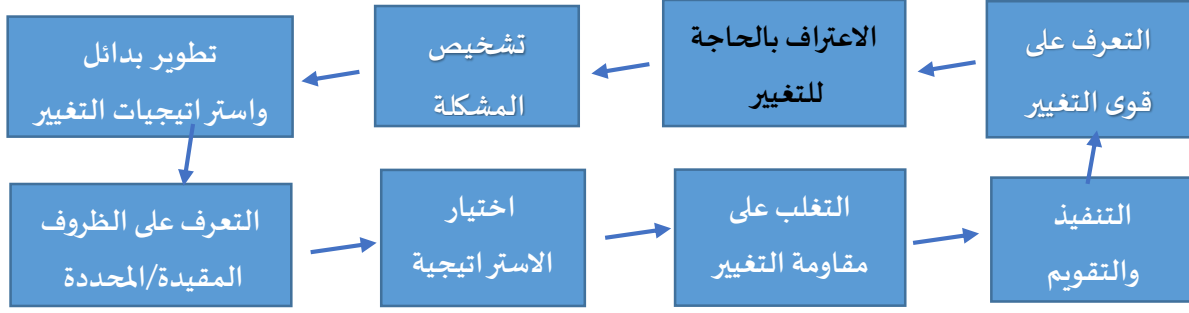 التعرف على
قوى التغيير
الاعتراف بالحاجة
للتغيير
تشخيص
المشكلة
تطوير بدائل
واستراتيجيات التغيير
التعرف على الظروف
المقيدة/المحددة
اختيار
الاستراتيجية
التغلب على
مقاومة التغيير
التنفيذ
والتقويم